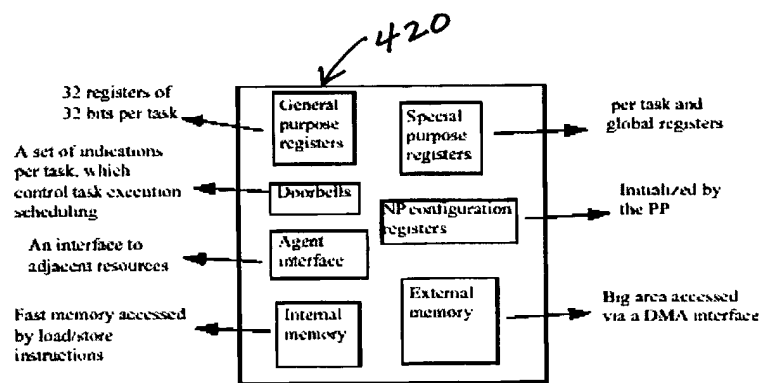 420
32 registers of
32 bits per task
General
purpose
registers
Special
purpose
registers
per task and
global registers
A set of indications
per task, which
control task execution
scheduling
Doorbells
NP configuration
registers
Initialized by
the PP
An interface to
adjacent resources
Agent
interface
Fast memory accessed
by load/store
instructions
Internal
memory
External
memory
Big area accessed
via a DMA interface